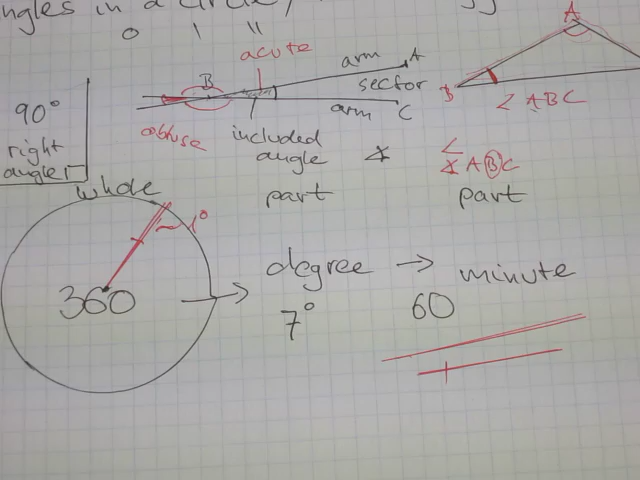 ngles in a circle,
° ' "
acute
arm A
B
sector
A
B
∠ ABC
arm C
90°
right
angle
obtuse
included
angle
∡
∠
∡ ABC
whole
part
part
1°
360
degree → minute
7°
60